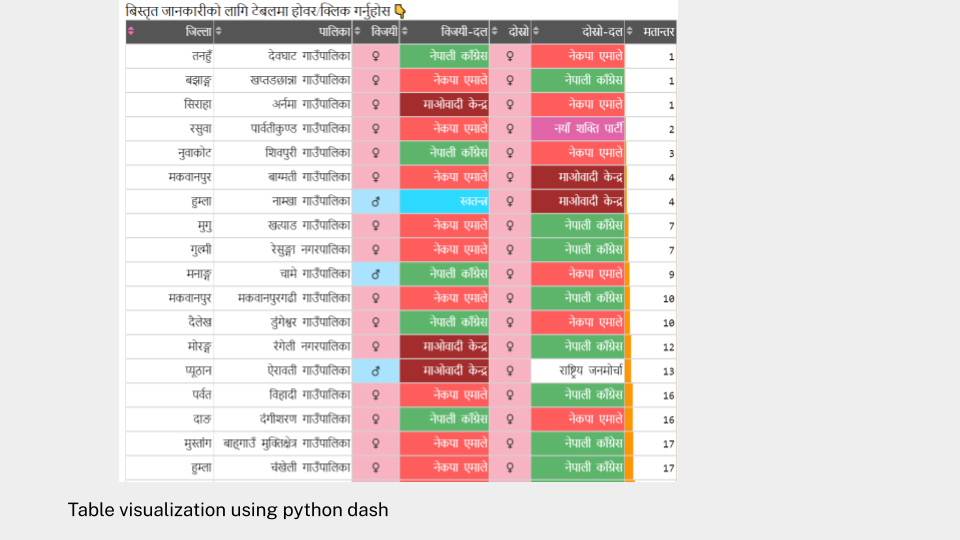 बिस्तृत जानकारीको लागि टेबलमा होवर/क्लिक गर्नुहोस 👇
जिल्ला पालिका विजयी विजयी-दल दोस्रो दोस्रो-दल मतान्तर
तनहुँ देवघाट गाउँपालिका ♀ नेपाली काँग्रेस ♀ नेकपा एमाले 1
बझाङ्ग खप्तडछान्ना गाउँपालिका ♀ नेकपा एमाले ♀ नेपाली काँग्रेस 1
सिराहा अर्नमा गाउँपालिका ♀ माओवादी केन्द्र ♀ नेकपा एमाले 1
रसुवा पार्वतीकुण्ड गाउँपालिका ♀ नेकपा एमाले ♀ नयाँ शक्ति पार्टी 2
नुवाकोट शिवपुरी गाउँपालिका ♀ नेपाली काँग्रेस ♀ नेकपा एमाले 3
मकवानपुर बाग्मती गाउँपालिका ♀ नेकपा एमाले ♀ माओवादी केन्द्र 4
हुम्ला नाम्खा गाउँपालिका ♂ स्वतन्त्र ♀ माओवादी केन्द्र 4
मुगु खत्याड गाउँपालिका ♀ नेकपा एमाले ♀ नेपाली काँग्रेस 7
गुल्मी रेसुङ्गा नगरपालिका ♀ नेकपा एमाले ♀ नेपाली काँग्रेस 7
मनाङ्ग चामे गाउँपालिका ♂ नेपाली काँग्रेस ♀ नेकपा एमाले 9
मकवानपुर मकवानपुरगढी गाउँपालिका ♀ नेकपा एमाले ♀ नेपाली काँग्रेस 10
दैलेख डुंगेश्वर गाउँपालिका ♀ नेपाली काँग्रेस ♀ नेकपा एमाले 10
मोरङ्ग रंगेली नगरपालिका ♀ माओवादी केन्द्र ♀ नेपाली काँग्रेस 12
प्यूठान ऐरावती गाउँपालिका ♂ माओवादी केन्द्र ♀ राष्ट्रिय जनमोर्चा 13
पर्वत विहादी गाउँपालिका ♀ नेकपा एमाले ♀ नेपाली काँग्रेस 16
दाङ दंगीशरण गाउँपालिका ♀ नेपाली काँग्रेस ♀ नेकपा एमाले 16
मुस्तांग बाह्रगाउँ मुक्तिक्षेत्र गाउँपालिका ♀ नेकपा एमाले ♀ नेपाली काँग्रेस 17
हुम्ला चंखेली गाउँपालिका ♀ नेकपा एमाले ♀ नेपाली काँग्रेस 17
Table visualization using python dash